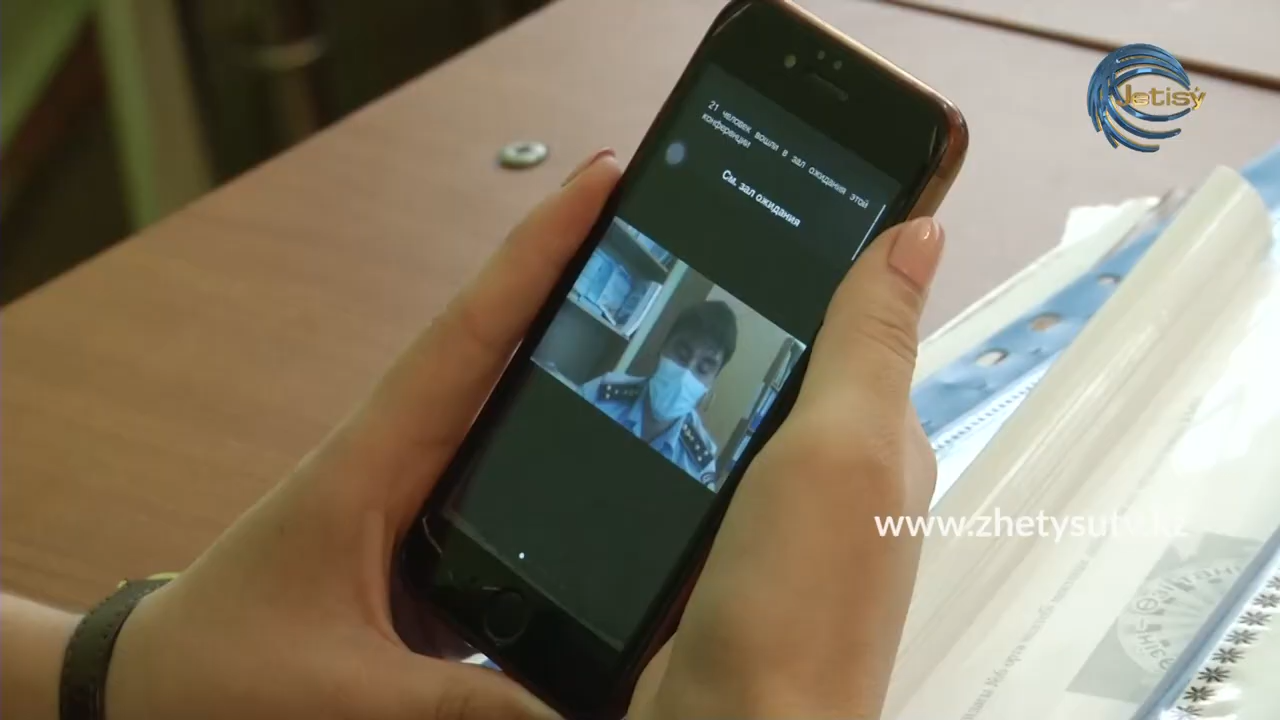 Jetisý
21 человек вошли в зал ожидания этой
конференции
См. зал ожидания
www.zhetysutv.kz